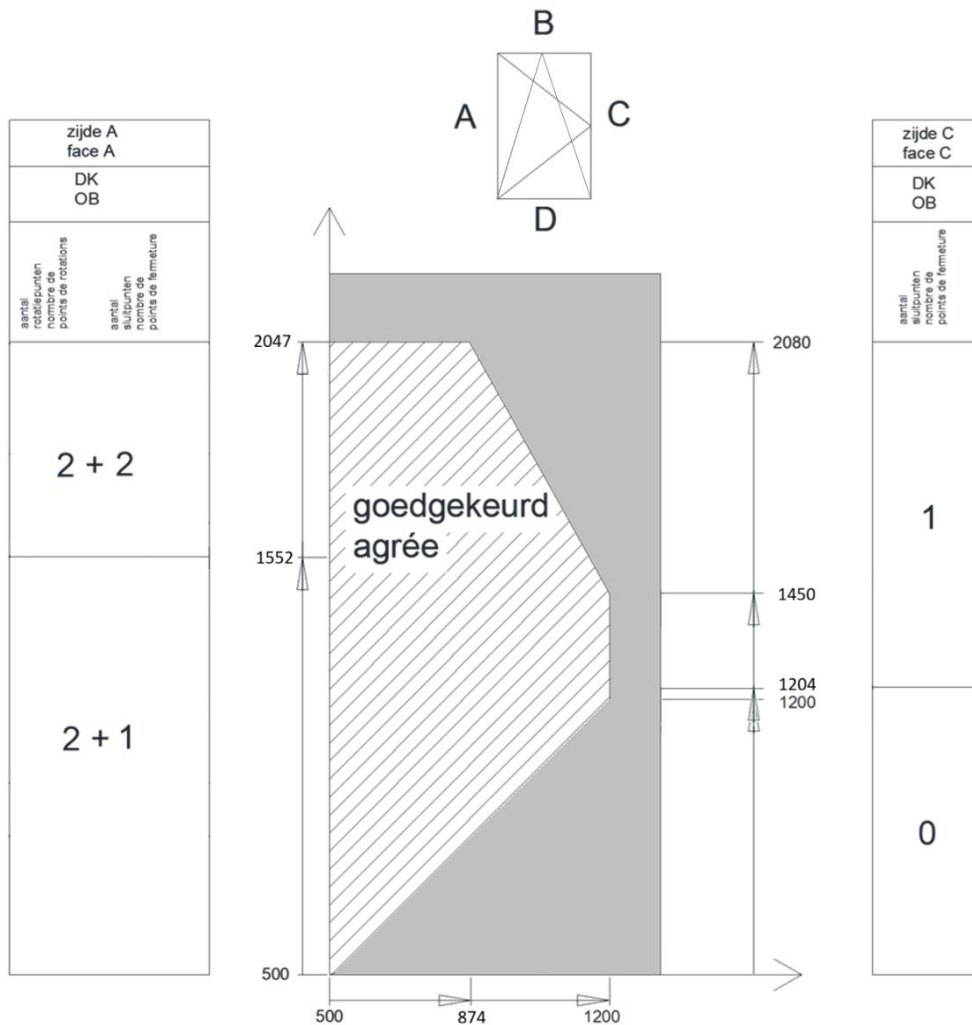 B
A
C
D
zijde A
face A
DK
OB
aantal
rotatiepunten
nombre de
points de rotations
aantal
sluitpunten
nombre de
points de fermeture
2 + 2
2 + 1
2047
1552
500
goedgekeurd
agrée
500
874
1200
2080
1450
1204
1200
zijde C
face C
DK
OB
aantal
sluitpunten
nombre de
points de fermeture
1
0